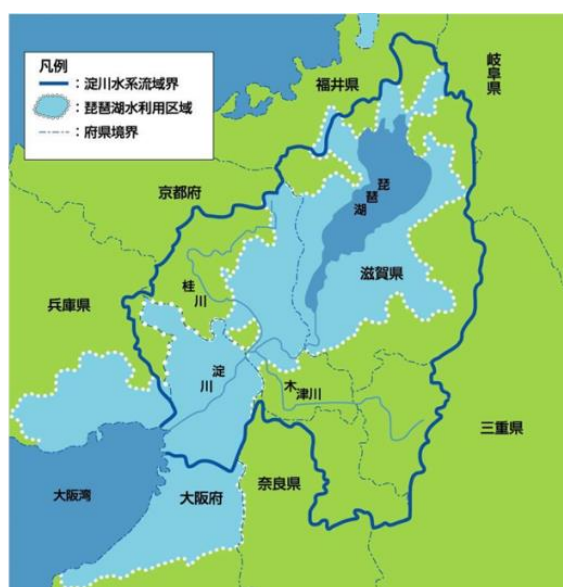 凡例
：淀川水系流域界
：琵琶湖水利用区域
：府県境界
福井県
岐阜県
京都府
琵琶湖
滋賀県
兵庫県
桂川
淀川
木津川
三重県
大阪湾
大阪府
奈良県